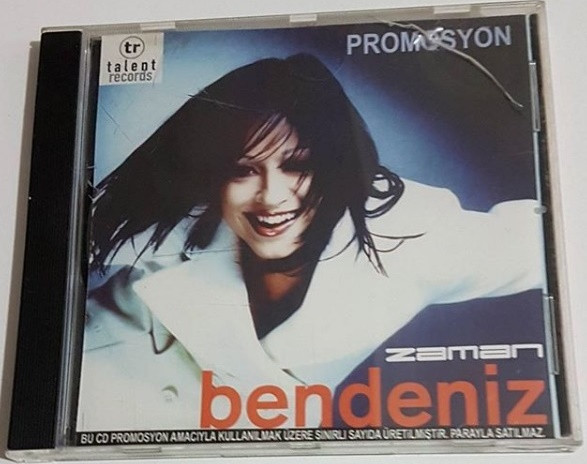 tr
talent
records
PROMOSYON
zaman
bendeniz
BU CD PROMOSYON AMACIYLA KULLANILMAK ÜZERE SINIRLI SAYIDA ÜRETİLMİŞTİR. PARAYLA SATILMAZ.